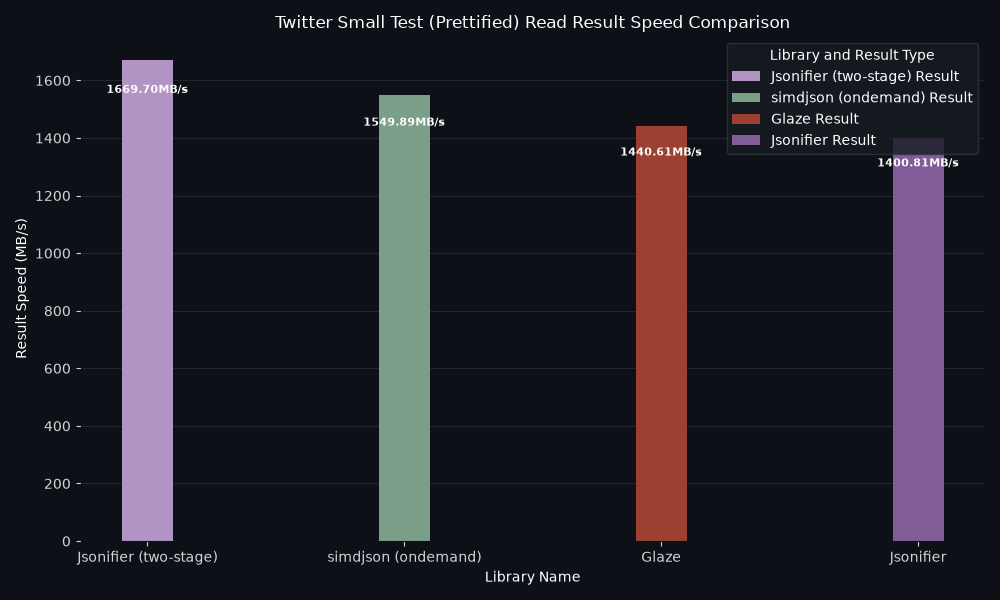 Twitter Small Test (Prettified) Read Result Speed Comparison
Library and Result Type
Jsonifier (two-stage) Result
simdjson (ondemand) Result
Glaze Result
Jsonifier Result
1669.70MB/s
1549.89MB/s
1440.61MB/s
1400.81MB/s
Result Speed (MB/s)
1600
1400
1200
1000
800
600
400
200
0
Jsonifier (two-stage)
simdjson (ondemand)
Glaze
Jsonifier
Library Name